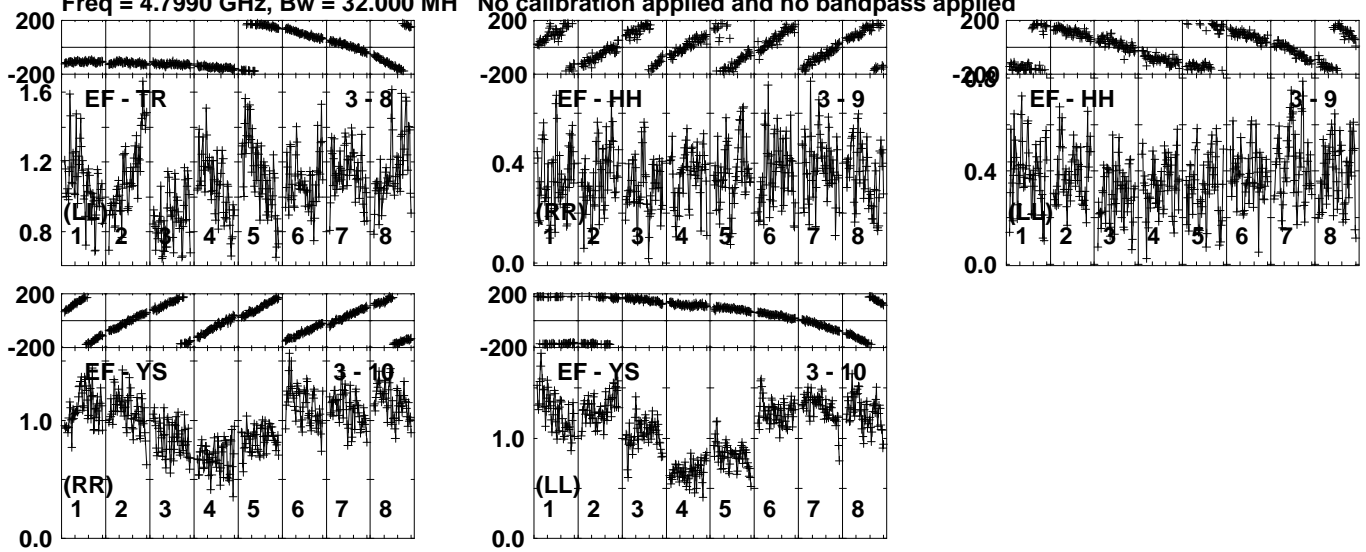 Freq = 4.7990 GHz, Bw = 32.000 MH No calibration applied and no bandpass applied
200
-200
1.6
1.2
0.8
EF - TR 3 - 8
(LL)
1 2 3 4 5 6 7 8
200
-200
0.4
0.0
EF - HH 3 - 9
(RR)
1 2 3 4 5 6 7 8
200
-200
0.8
0.4
0.0
EF - HH 3 - 9
(LL)
1 2 3 4 5 6 7 8
200
-200
1.0
0.0
EF - YS 3 - 10
(RR)
1 2 3 4 5 6 7 8
200
-200
1.0
0.0
EF - YS 3 - 10
(LL)
1 2 3 4 5 6 7 8